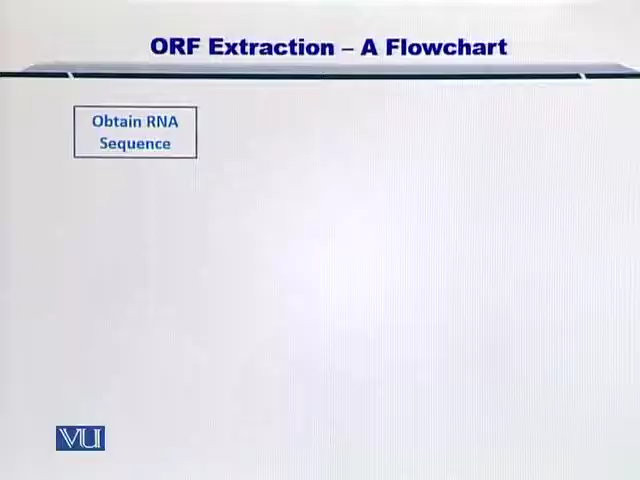 ORF Extraction – A Flowchart
Obtain RNA
Sequence
VU